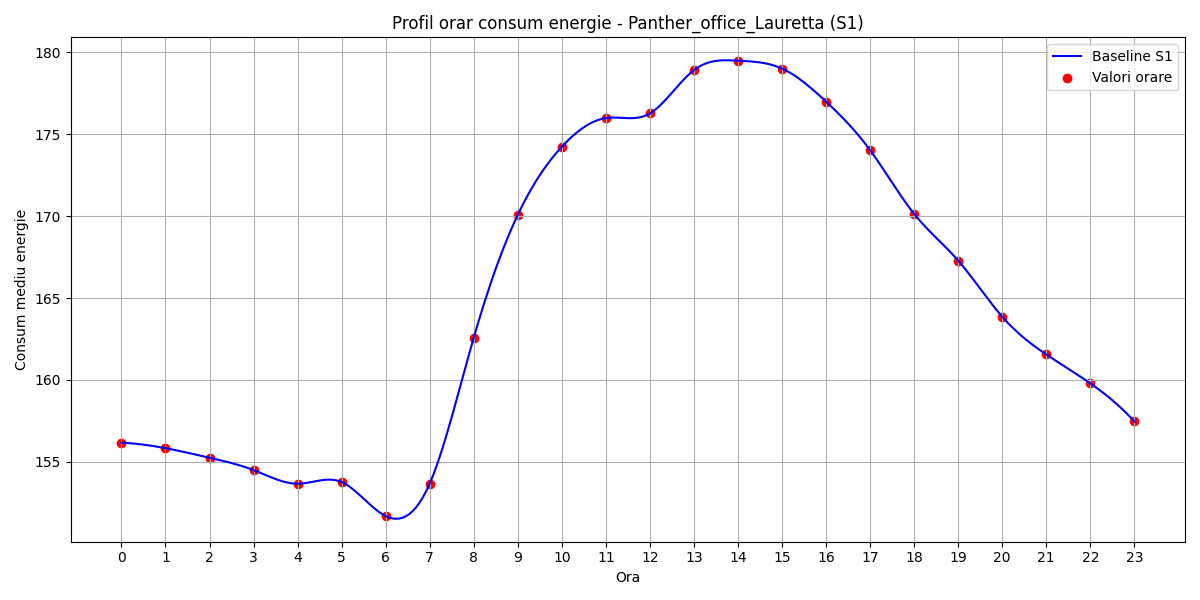 Profil orar consum energie - Panther_office_Lauretta (S1)
Baseline S1
Valori orare
Consum mediu energie
180
175
170
165
160
155
0 1 2 3 4 5 6 7 8 9 10 11 12 13 14 15 16 17 18 19 20 21 22 23
Ora